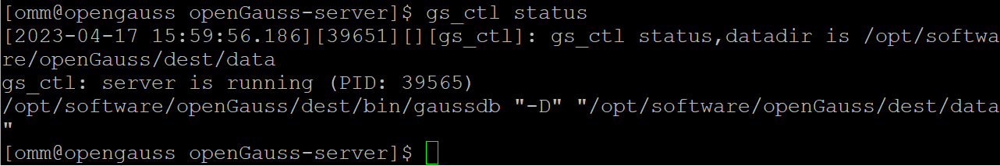 [omm@opengauss openGauss-server]$ gs_ctl status
[2023-04-17 15:59:56.186][39651][][gs_ctl]: gs_ctl status,datadir is /opt/softwa
re/openGauss/dest/data
gs_ctl: server is running (PID: 39565)
/opt/software/openGauss/dest/bin/gaussdb "-D" "/opt/software/openGauss/dest/data
"
[omm@opengauss openGauss-server]$